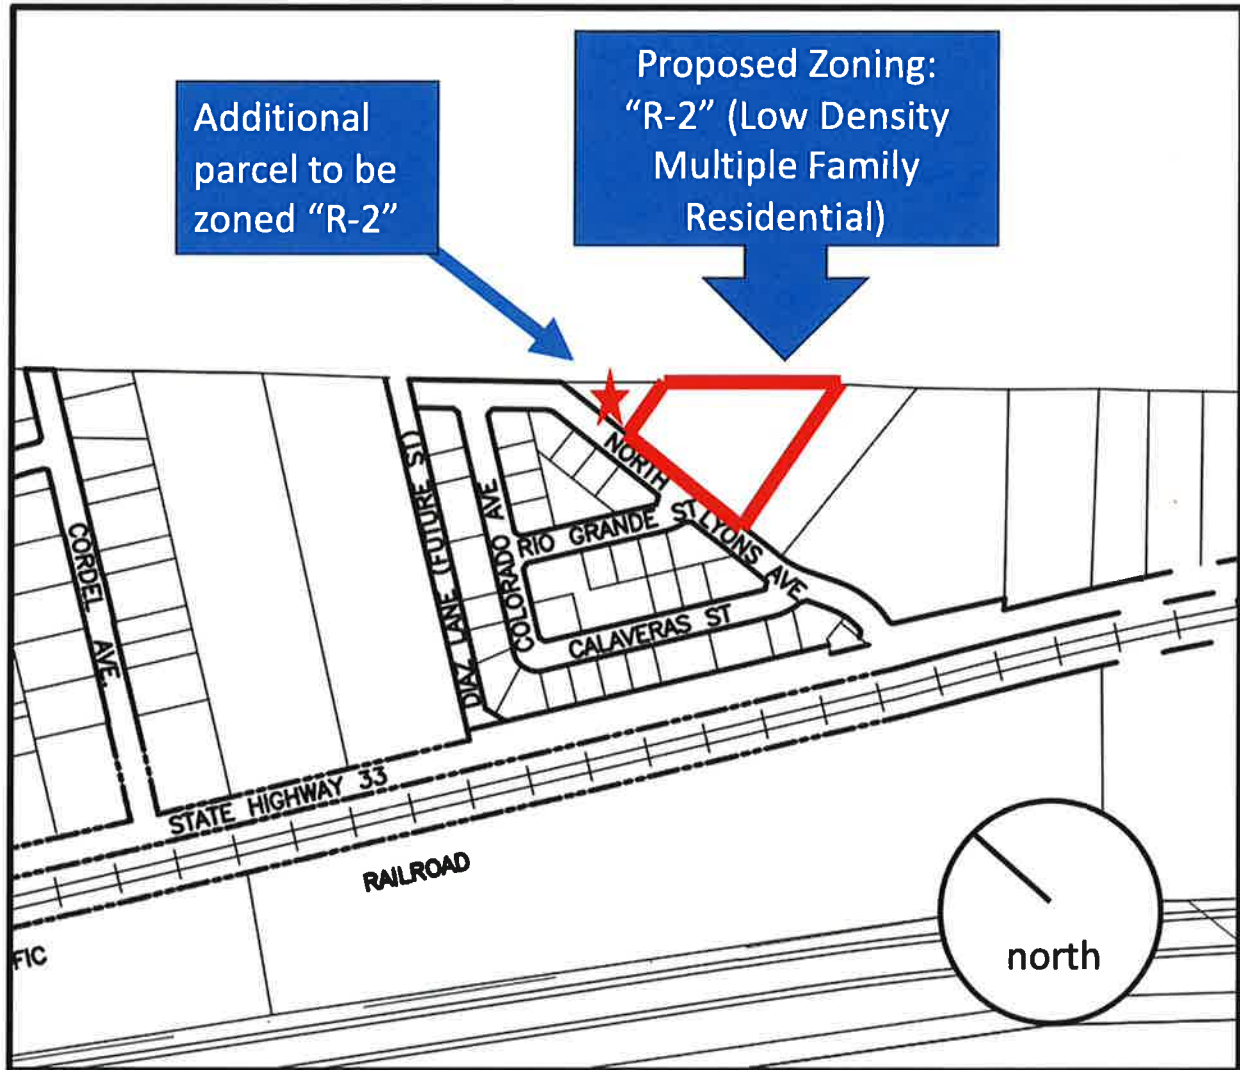 Additional
parcel to be
zoned “R-2”
Proposed Zoning:
“R-2” (Low Density
Multiple Family
Residential)
CORDEL AVE.
DIAZ LANE (FUTURE ST)
COLORADO AVE
NORTH
LYONS AVE
RIO GRANDE ST
CALAVERAS ST
STATE HIGHWAY 33
RAILROAD
FIC
north